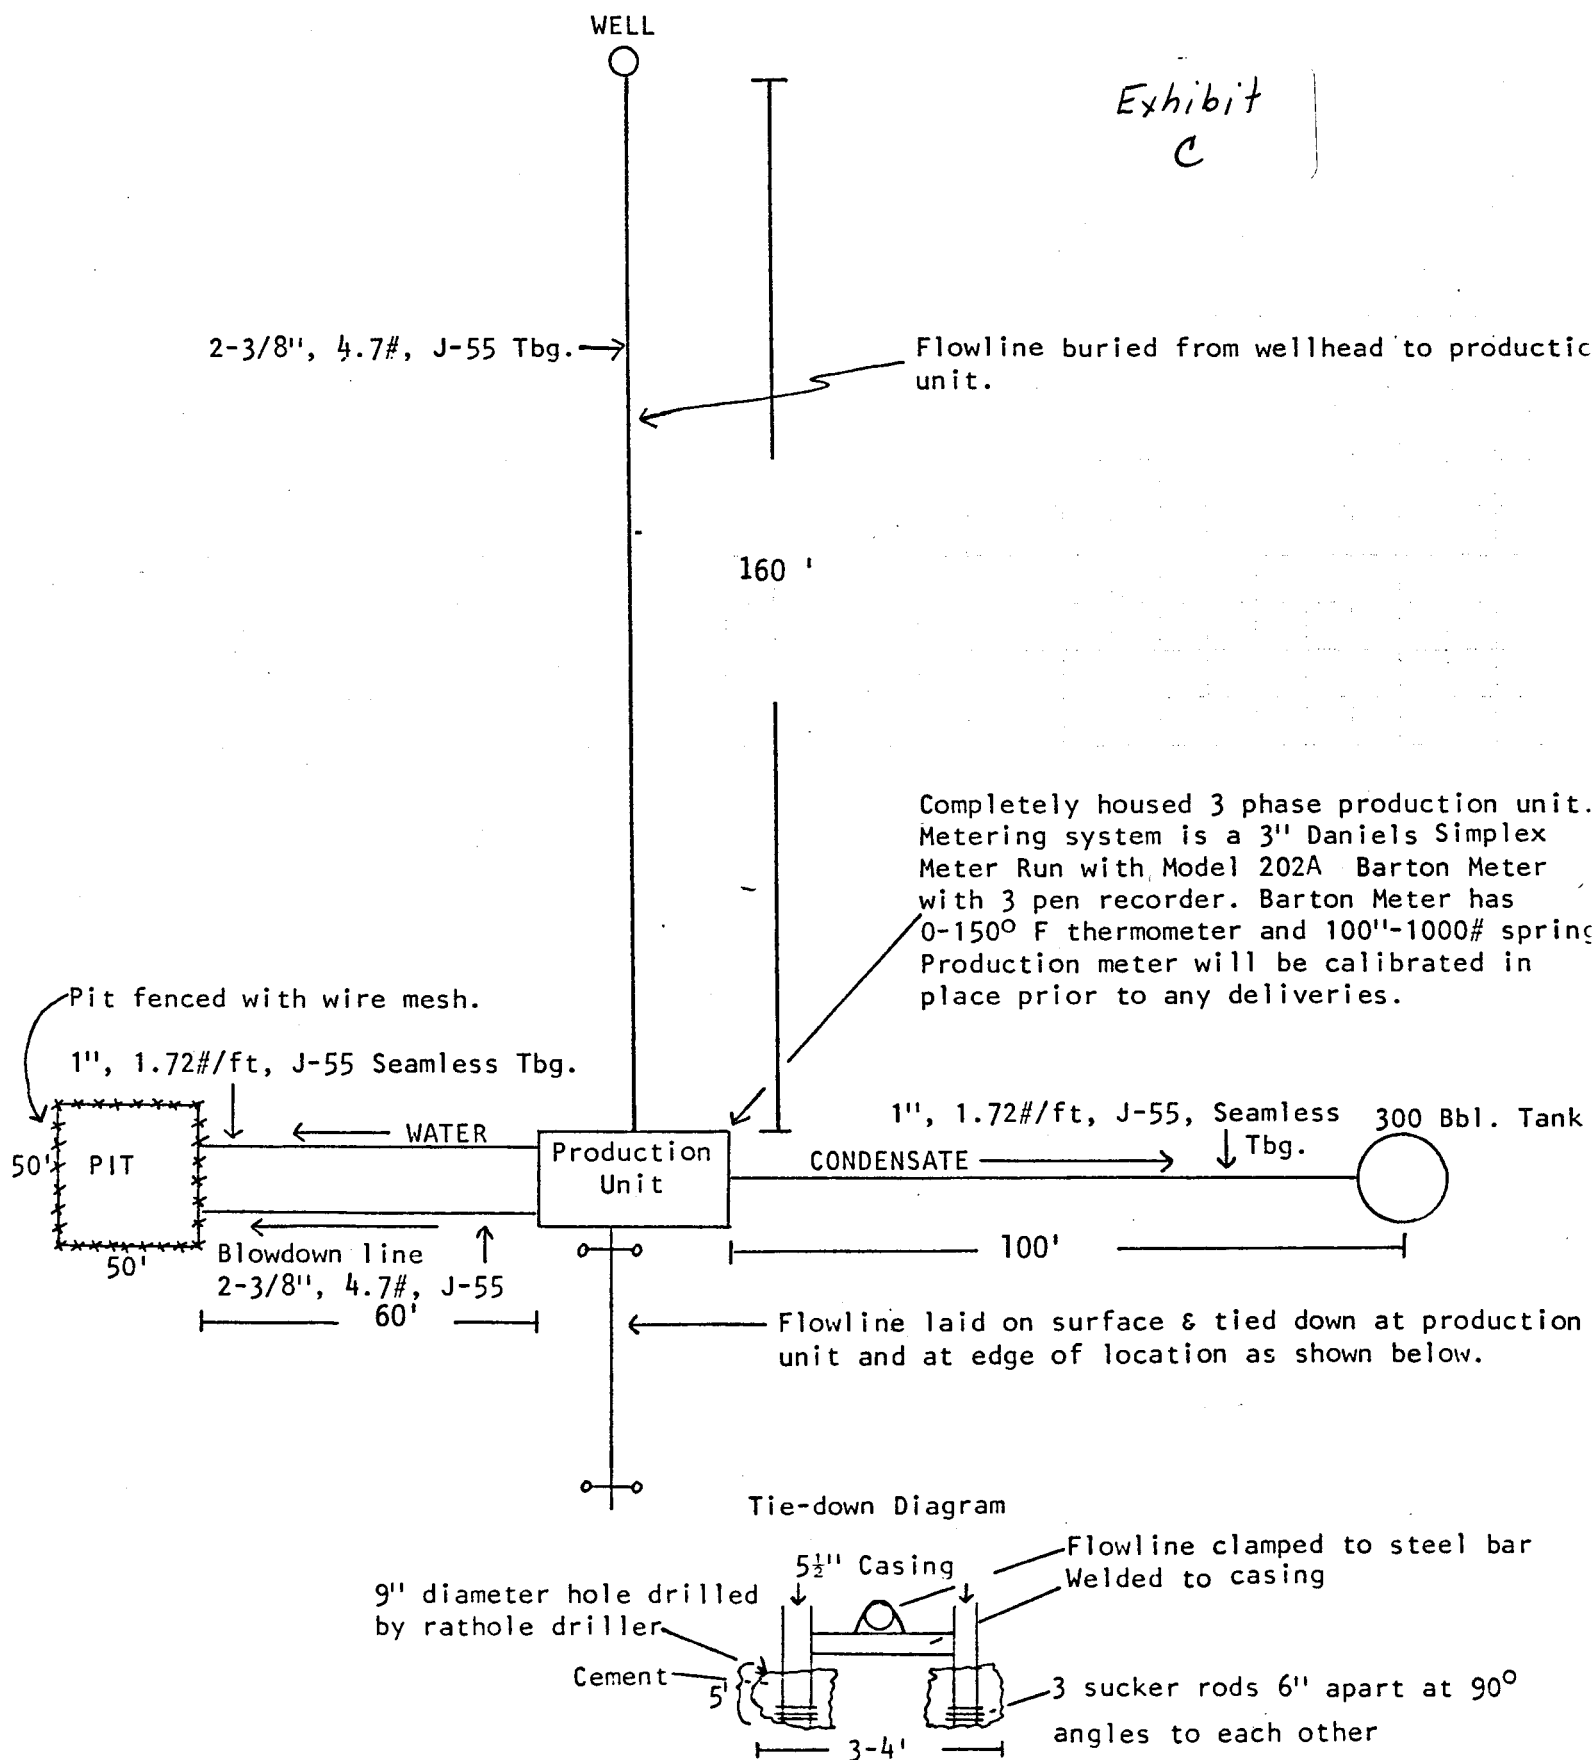 WELL
Exhibit
C
2-3/8", 4.7#, J-55 Tbg.
Flowline buried from wellhead to productic
unit.
160 '
Completely housed 3 phase production unit.
Metering system is a 3" Daniels Simplex
Meter Run with Model 202A Barton Meter
with 3 pen recorder. Barton Meter has
0-150° F thermometer and 100"-1000# spring
Production meter will be calibrated in
place prior to any deliveries.
Pit fenced with wire mesh.
1", 1.72#/ft, J-55 Seamless Tbg.
WATER
50'
PIT
50'
Production
Unit
1", 1.72#/ft, J-55, Seamless
Tbg.
300 Bbl. Tank
CONDENSATE
100'
Blowdown line
2-3/8", 4.7#, J-55
60'
Flowline laid on surface & tied down at production
unit and at edge of location as shown below.
Tie-down Diagram
5½" Casing
Flowline clamped to steel bar
Welded to casing
9" diameter hole drilled
by rathole driller
Cement
5'
3 sucker rods 6" apart at 90°
angles to each other
3-4'